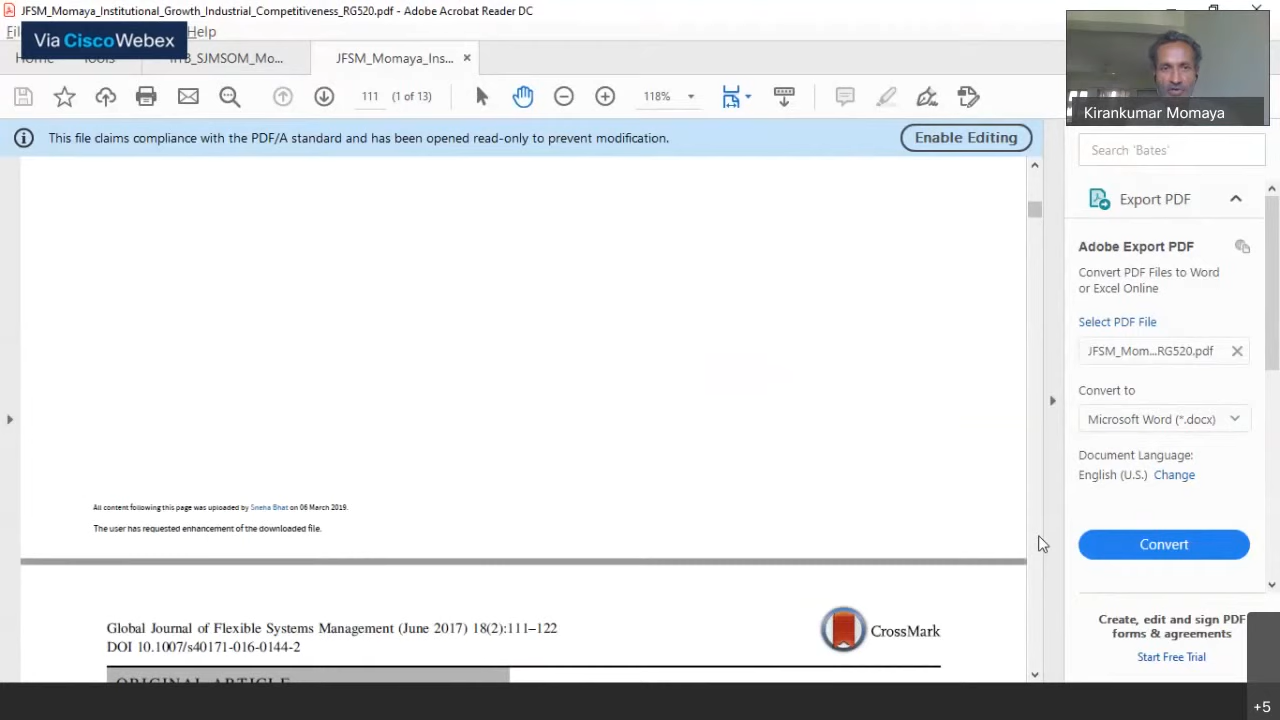 JFSM_Momaya_Institutional_Growth_Industrial_Competitiveness_RG520.pdf - Adobe Acrobat Reader DC
Via CiscoWebex
Help
JFSM_Momaya_Ins... ×
111 (1 of 13)
118%
Kirankumar Momaya
This file claims compliance with the PDF/A standard and has been opened read-only to prevent modification.
Enable Editing
Search 'Bates'
Export PDF
Adobe Export PDF
Convert PDF Files to Word
or Excel Online
Select PDF File
JFSM_Mom...RG520.pdf
Convert to
Microsoft Word (*.docx)
Document Language:
English (U.S.) Change
Convert
Create, edit and sign PDF
forms & agreements
Start Free Trial
+5
All content following this page was uploaded by Sneha Bhat on 06 March 2019.
The user has requested enhancement of the downloaded file.
Global Journal of Flexible Systems Management (June 2017) 18(2):111–122
DOI 10.1007/s40171-016-0144-2
CrossMark
ORIGINAL ARTICLE